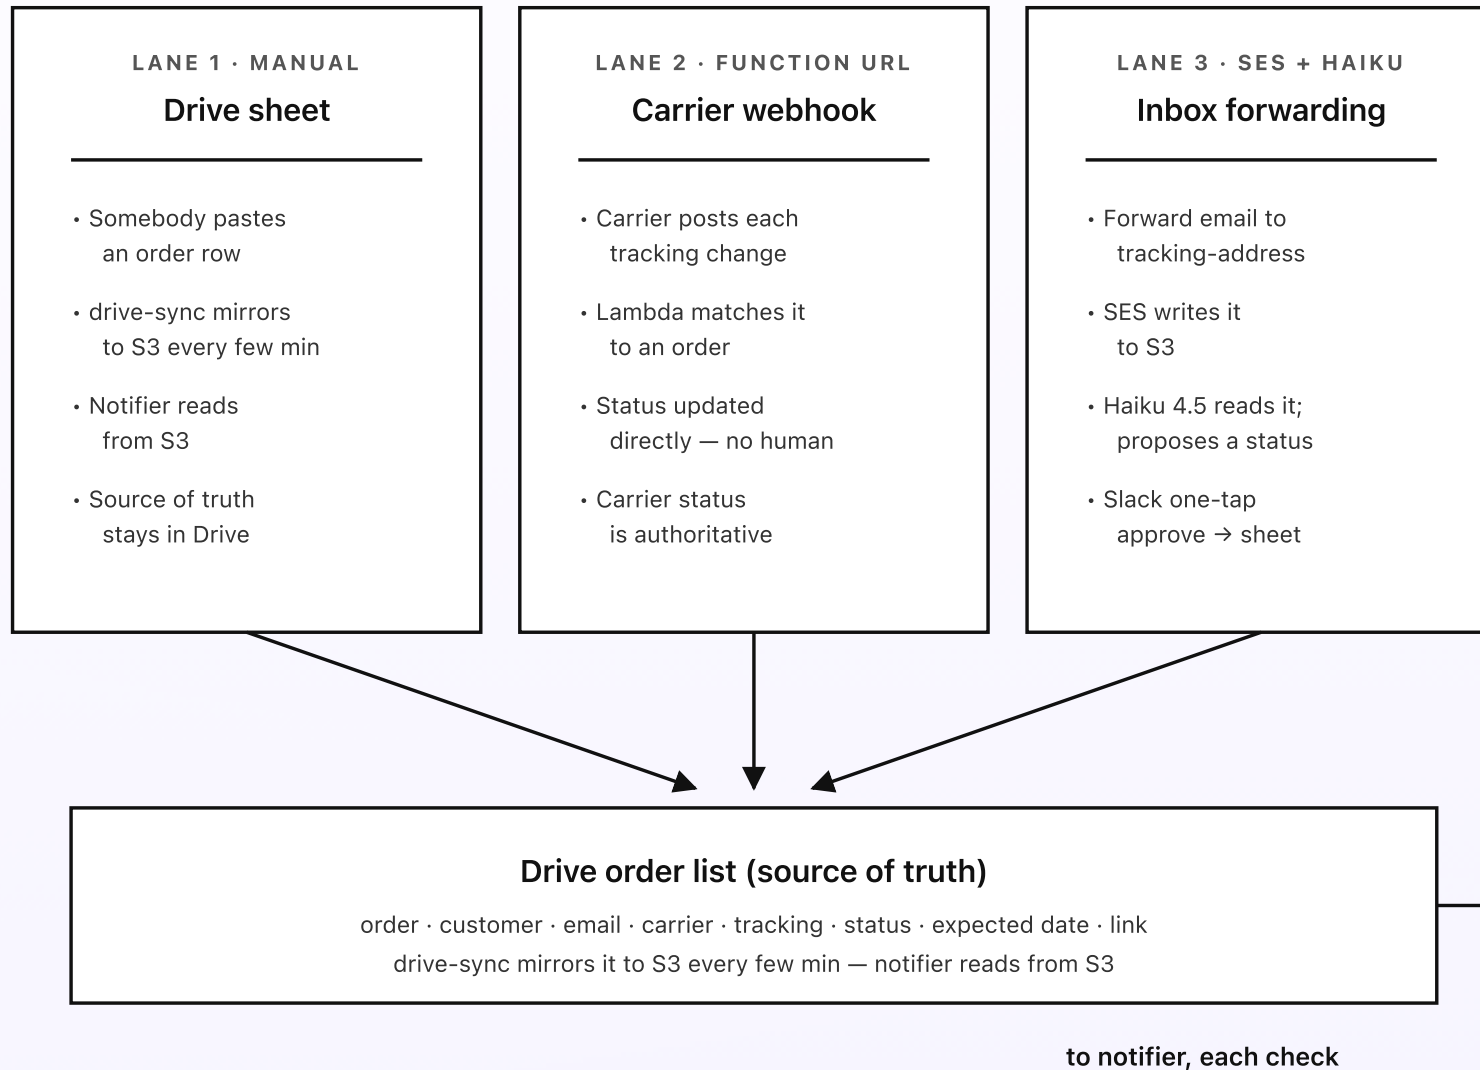 LANE 1 · MANUAL
Drive sheet
• Somebody pastes
an order row
• drive-sync mirrors
to S3 every few min
• Notifier reads
from S3
• Source of truth
stays in Drive
LANE 2 · FUNCTION URL
Carrier webhook
• Carrier posts each
tracking change
• Lambda matches it
to an order
• Status updated
directly — no human
• Carrier status
is authoritative
LANE 3 · SES + HAIKU
Inbox forwarding
• Forward email to
tracking-address
• SES writes it
to S3
• Haiku 4.5 reads it;
proposes a status
• Slack one-tap
approve → sheet
Drive order list (source of truth)
order · customer · email · carrier · tracking · status · expected date · link
drive-sync mirrors it to S3 every few min — notifier reads from S3
to notifier, each check